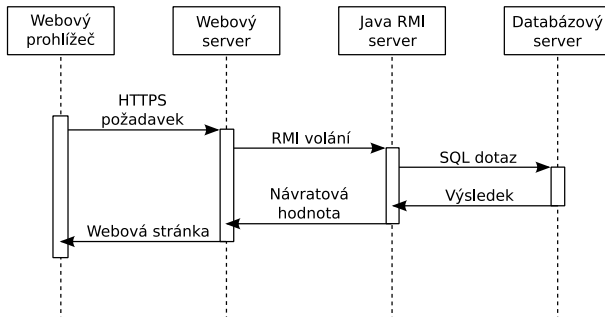 Webový
prohlížeč
Webový
server
Java RMI
server
Databázový
server
HTTPS
požadavek
RMI volání
SQL dotaz
Výsledek
Návratová
hodnota
Webová stránka